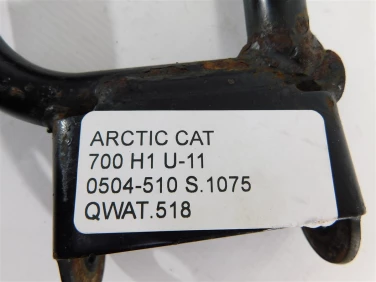 ARCTIC CAT
700 H1 U-11
0504-510 S.1075
QWAT.518